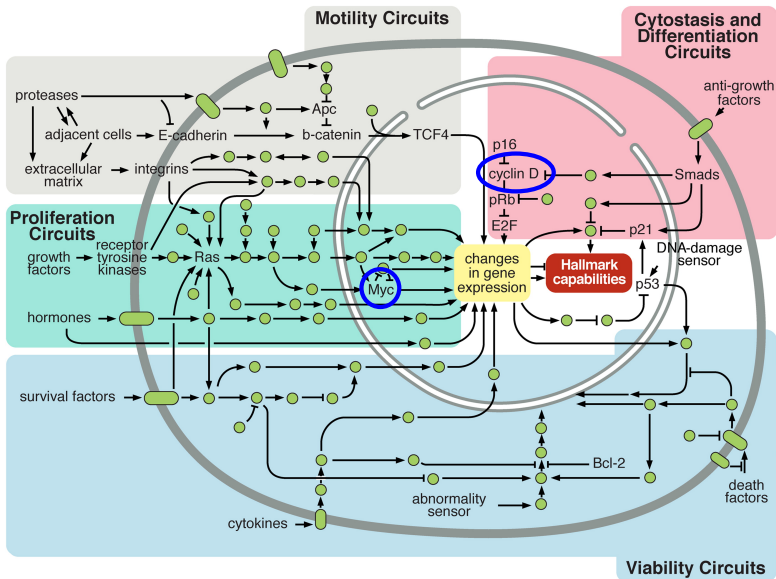 Motility Circuits
Cytostasis and
Differentiation
Circuits
proteases
Apc
anti-growth
factors
adjacent cells
E-cadherin
b-catenin
TCF4
p16
extracellular
matrix
integrins
cyclin D
Smads
pRb
Proliferation
Circuits
E2F
p21
receptor
tyrosine
kinases
growth
factors
Ras
DNA-damage
sensor
changes
in gene
expression
Hallmark
capabilities
Myc
p53
hormones
survival factors
Bcl-2
abnormality
sensor
death
factors
cytokines
Viability Circuits